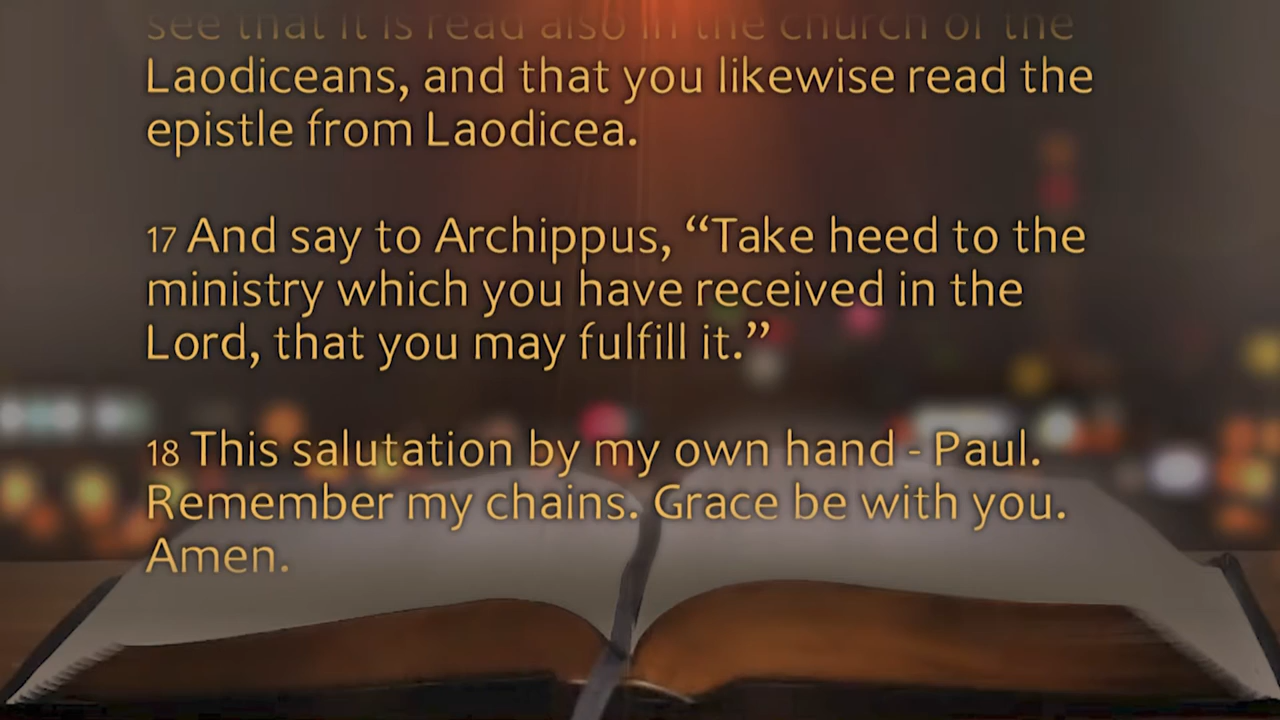 see that it is read also in the church of the
Laodiceans, and that you likewise read the
epistle from Laodicea.
17 And say to Archippus, “Take heed to the
ministry which you have received in the
Lord, that you may fulfill it.”
18 This salutation by my own hand - Paul.
Remember my chains. Grace be with you.
Amen.